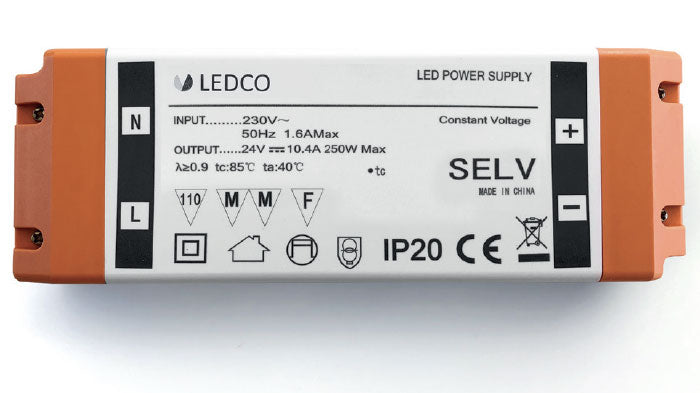 LEDCO
LED POWER SUPPLY
N
INPUT.........230V~
50Hz 1.6AMax
Constant Voltage
+
OUTPUT......24V⎓10.4A 250W Max
λ≥0.9 tc:85℃ ta:40℃
•tc
SELV
MADE IN CHINA
L
110
M
M
F
−
IP20
CE